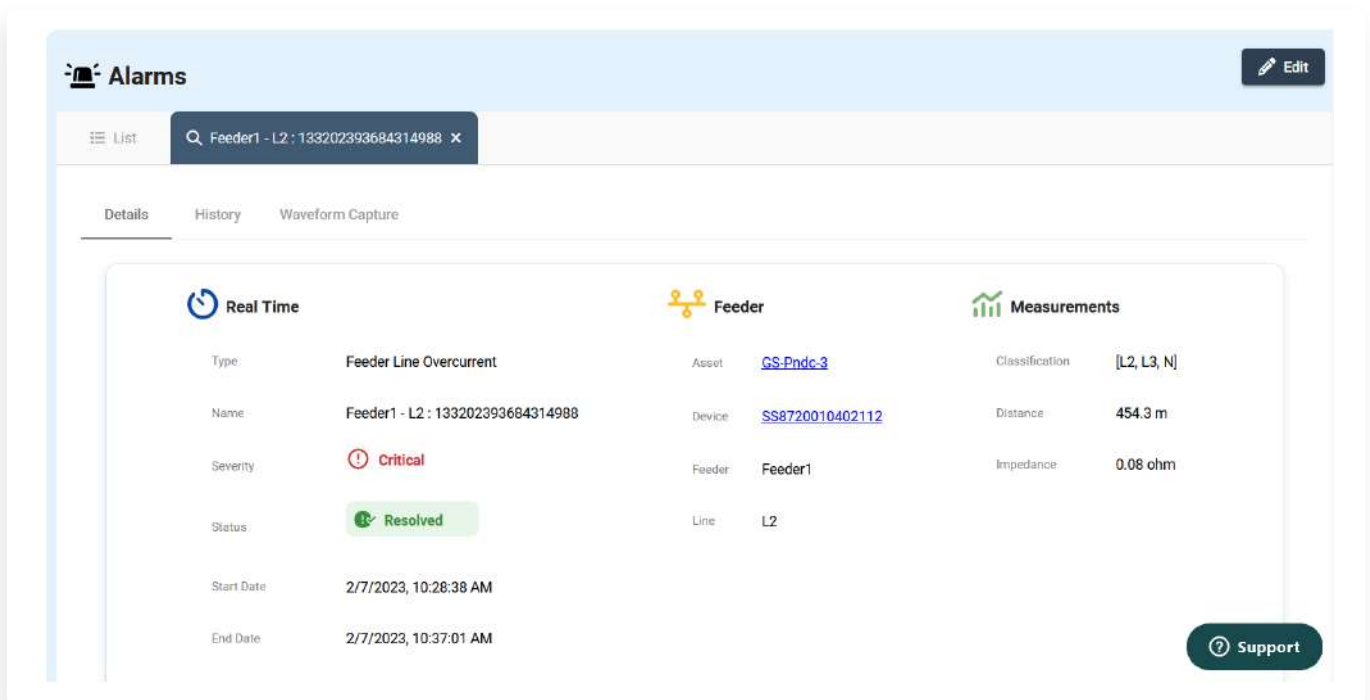 Alarms
Edit
List
Feeder1 - L2 : 133202393684314988 ×
Details History Waveform Capture
Real Time
Type Feeder Line Overcurrent
Name Feeder1 - L2 : 133202393684314988
Severity Critical
Status Resolved
Start Date 2/7/2023, 10:28:38 AM
End Date 2/7/2023, 10:37:01 AM
Feeder
Asset GS-Pndc-3
Device SS8720010402112
Feeder Feeder1
Line L2
Measurements
Classification [L2, L3, N]
Distance 454.3 m
Impedance 0.08 ohm
Support